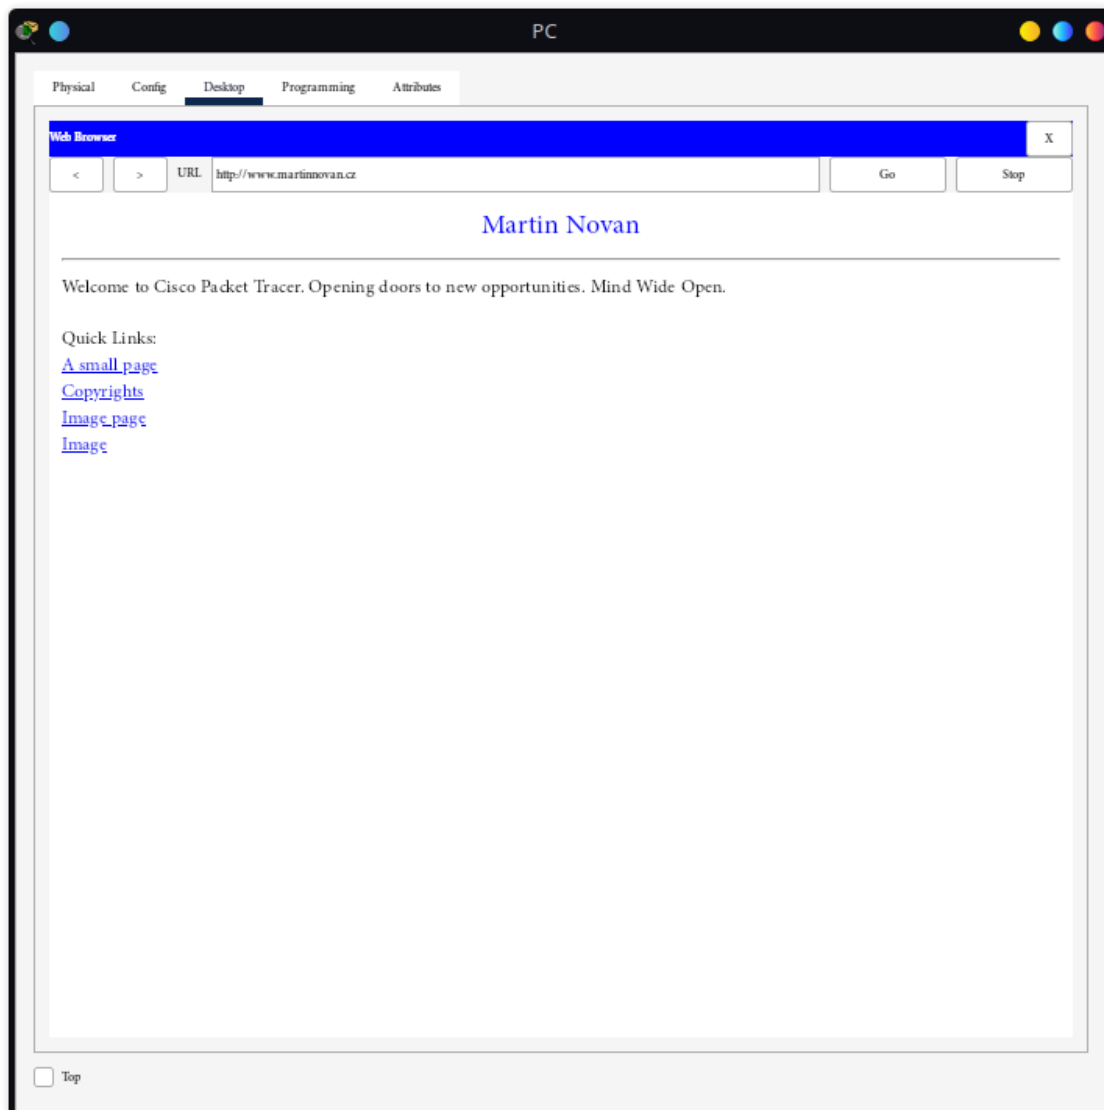 PC
Physical Config Desktop Programming Attributes
Web Browser X
< > URL http://www.martinnovan.cz Go Stop
Martin Novan
Welcome to Cisco Packet Tracer. Opening doors to new opportunities. Mind Wide Open.
Quick Links:
A small page
Copyrights
Image page
Image
Top